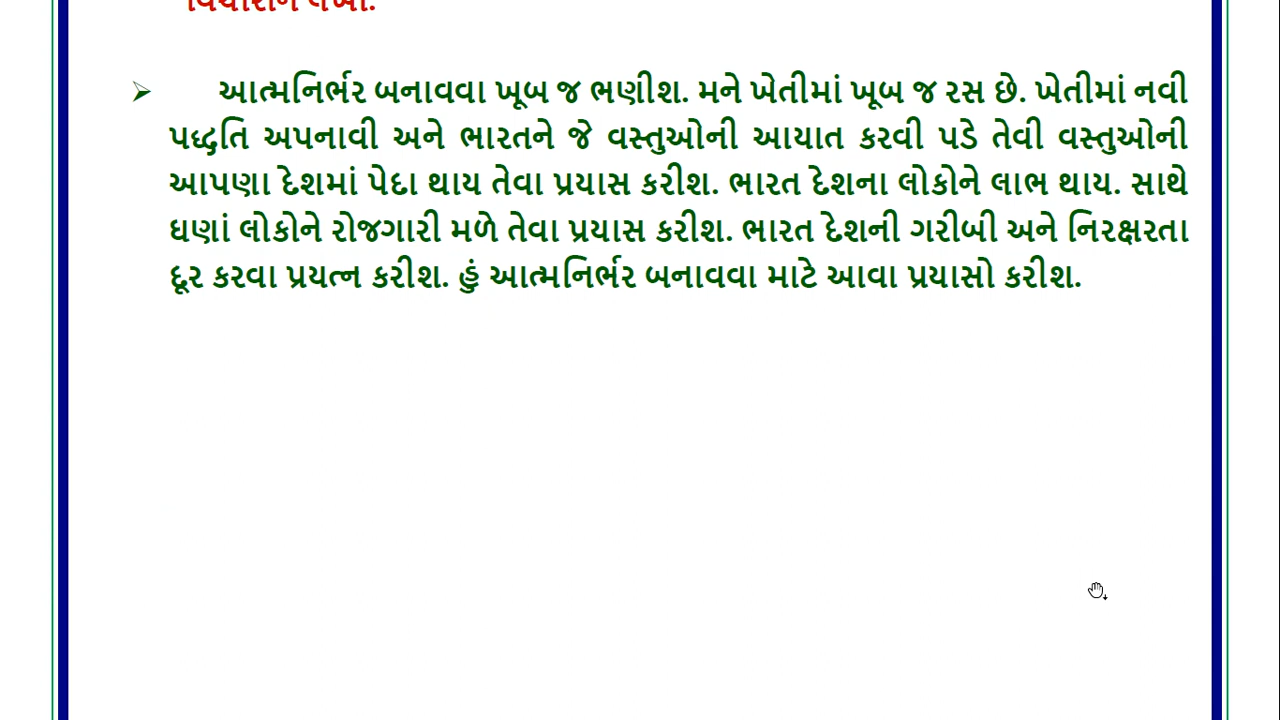 વિચારીને લખો.
આત્મનિર્ભર બનાવવા ખૂબ જ ભણીશ. મને ખેતીમાં ખૂબ જ રસ છે. ખેતીમાં નવી
પદ્ધતિ અપનાવી અને ભારતને જે વસ્તુઓની આયાત કરવી પડે તેવી વસ્તુઓની
આપણા દેશમાં પેદા થાય તેવા પ્રયાસ કરીશ. ભારત દેશના લોકોને લાભ થાય. સાથે
ઘણાં લોકોને રોજગારી મળે તેવા પ્રયાસ કરીશ. ભારત દેશની ગરીબી અને નિરક્ષરતા
દૂર કરવા પ્રયત્ન કરીશ. હું આત્મનિર્ભર બનાવવા માટે આવા પ્રયાસો કરીશ.